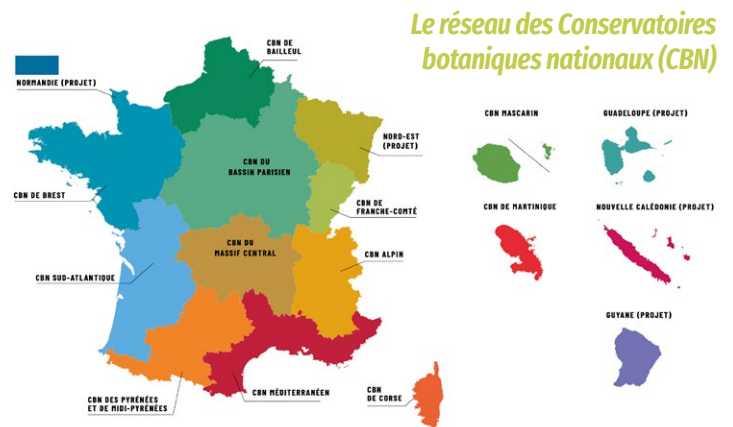 Le réseau des Conservatoires
botaniques nationaux (CBN)
CBN DE
BAILLEUL
NORMANDIE (PROJET)
NORD-EST
(PROJET)
CBN DU
BASSIN PARISIEN
CBN DE BREST
CBN DE
FRANCHE-COMTÉ
CBN DU
MASSIF CENTRAL
CBN ALPIN
CBN SUD-ATLANTIQUE
CBN DES PYRÉNÉES
ET DE MIDI-PYRÉNÉES
CBN MÉDITERRANÉEN
CBN
DE CORSE
CBN MASCARIN
GUADELOUPE (PROJET)
CBN DE MARTINIQUE
NOUVELLE CALÉDONIE (PROJET)
GUYANE (PROJET)